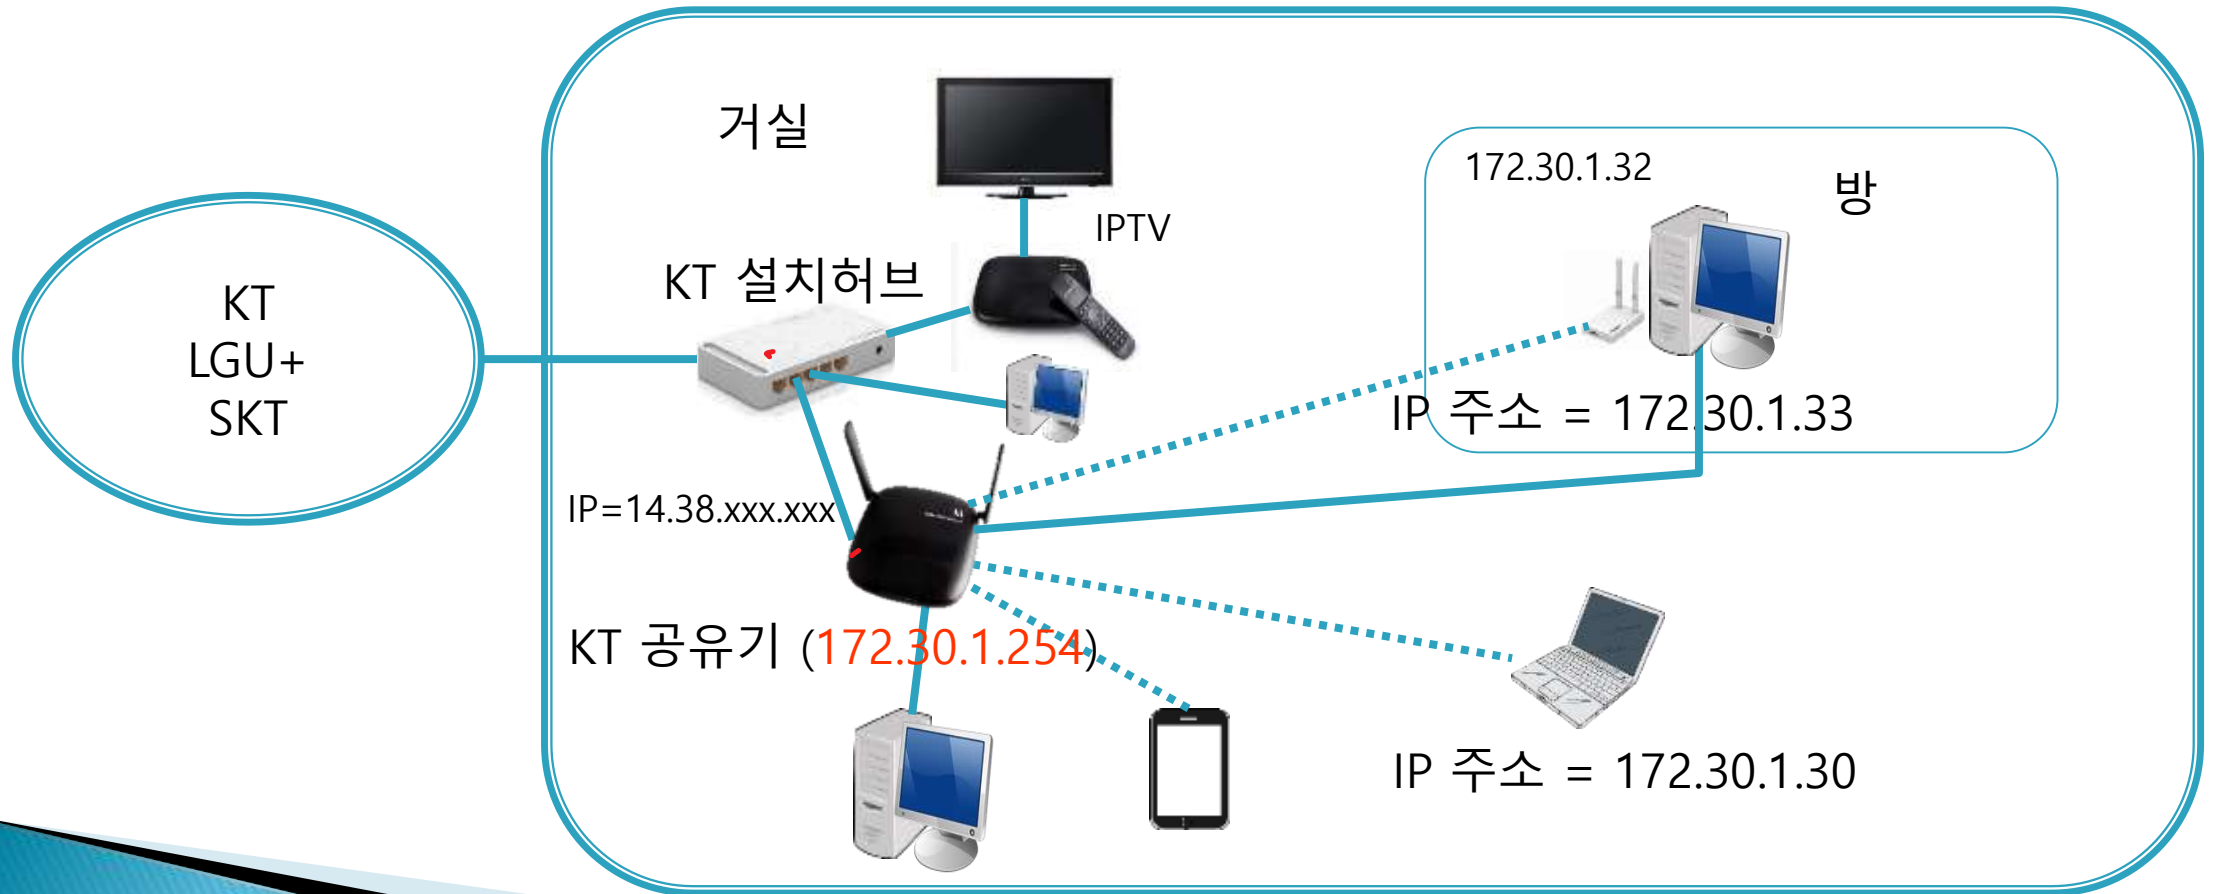 KT
LGU+
SKT
거실
IPTV
KT 설치허브
172.30.1.32
방
IP 주소 = 172.30.1.33
IP=14.38.xxx.xxx
KT 공유기 (172.30.1.254)
IP 주소 = 172.30.1.30